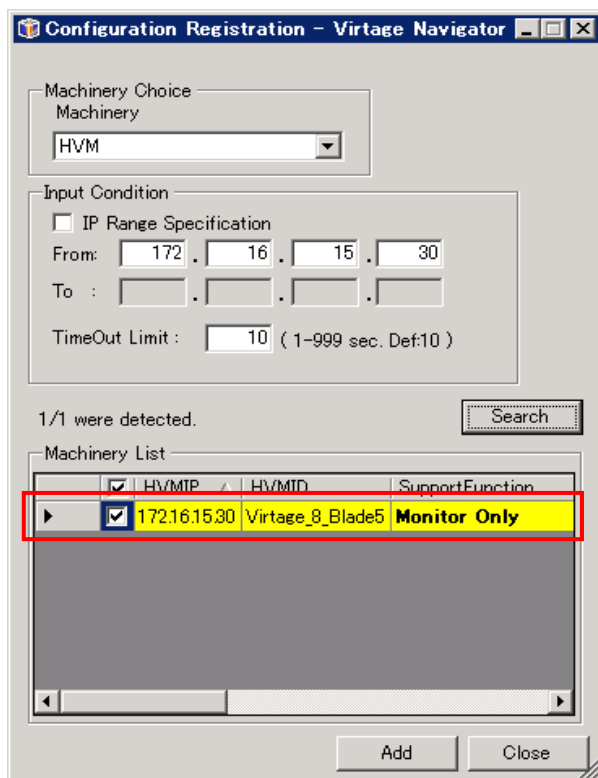 Configuration Registration - Virtage Navigator
Machinery Choice
Machinery
HVM
Input Condition
IP Range Specification
From: 172 . 16 . 15 . 30
To : . . .
TimeOut Limit : 10 ( 1-999 sec. Def:10 )
1/1 were detected. Search
Machinery List
HVMIP HVMID SupportFunction
172.16.15.30 Virtage_8_Blade5 Monitor Only
Add Close